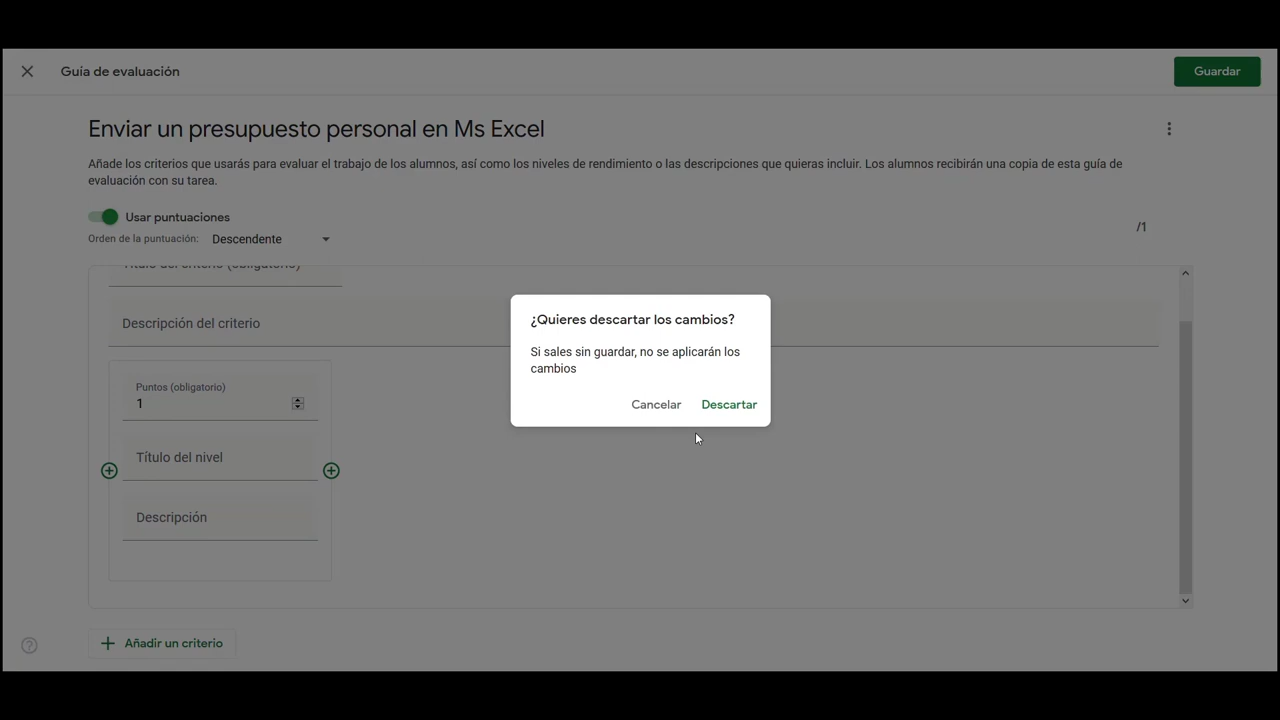 Guía de evaluación
Guardar
Enviar un presupuesto personal en Ms Excel
Añade los criterios que usarás para evaluar el trabajo de los alumnos, así como los niveles de rendimiento o las descripciones que quieras incluir. Los alumnos recibirán una copia de esta guía de
evaluación con su tarea.
Usar puntuaciones
Orden de la puntuación: Descendente
/1
Título del criterio (obligatorio)
Descripción del criterio
¿Quieres descartar los cambios?
Si sales sin guardar, no se aplicarán los
cambios
Cancelar Descartar
Puntos (obligatorio)
1
Título del nivel
Descripción
Añadir un criterio